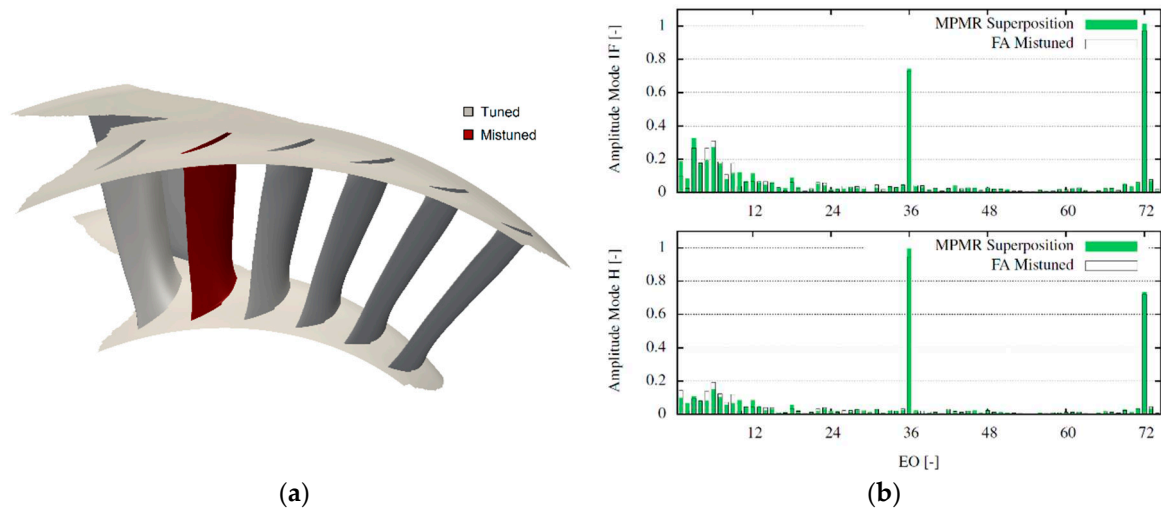 Tuned
Mistuned
(a)
Amplitude Mode 1F [-]
MPMR Superposition
FA Mistuned
1
0.8
0.6
0.4
0.2
0
12 24 36 48 60 72
Amplitude Mode H [-]
MPMR Superposition
FA Mistuned
1
0.8
0.6
0.4
0.2
0
12 24 36 48 60 72
EO [-]
(b)